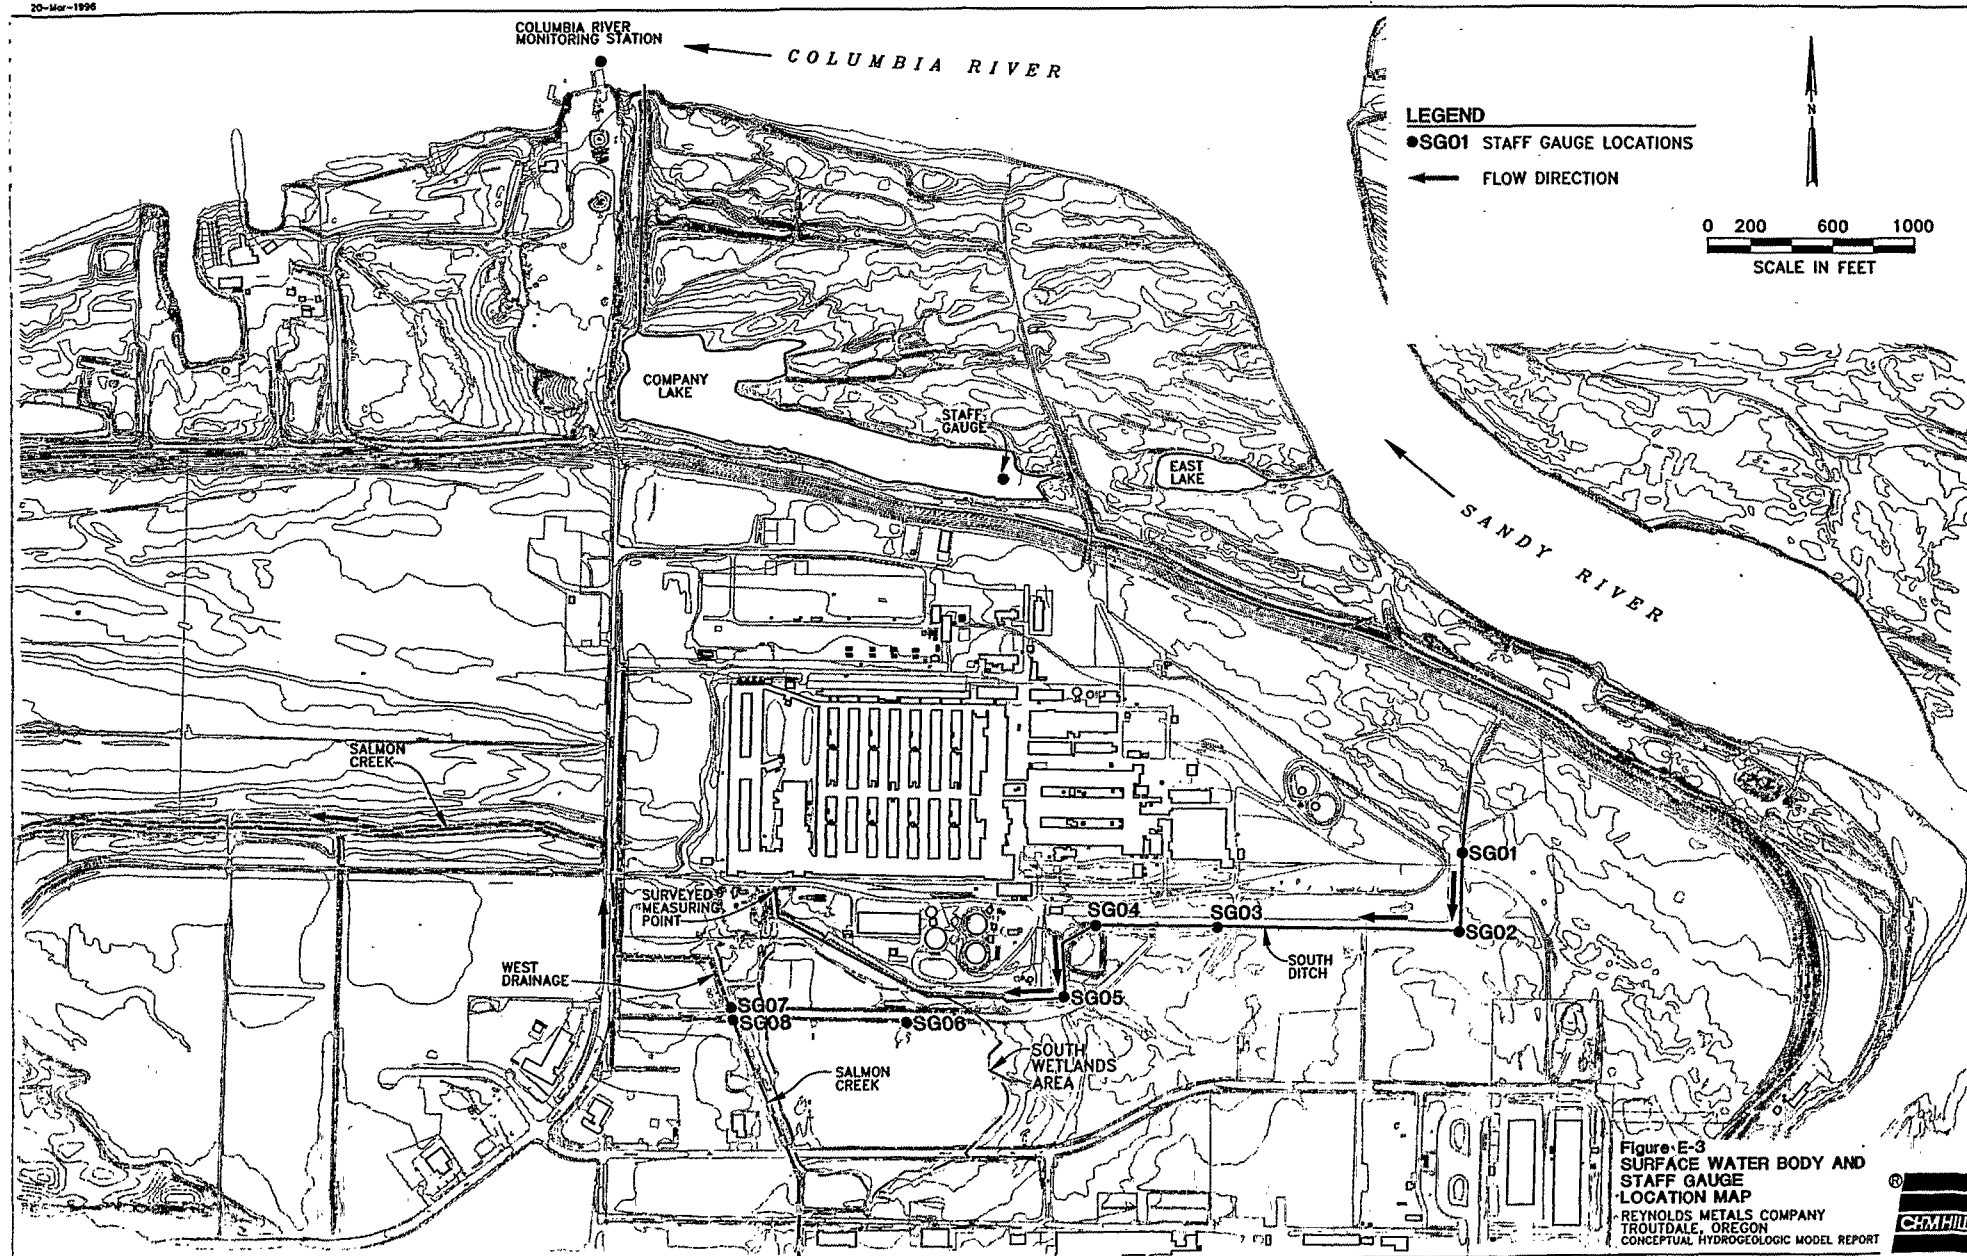 20-Mar-1996
COLUMBIA RIVER
MONITORING STATION
COLUMBIA RIVER
LEGEND
SG01 STAFF GAUGE LOCATIONS
FLOW DIRECTION
N
0 200 600 1000
SCALE IN FEET
COMPANY
LAKE
STAFF
GAUGE
EAST
LAKE
SANDY RIVER
SALMON
CREEK
SG01
SURVEYED
MEASURING
POINT
SG04
SG03
SG02
WEST
DRAINAGE
SOUTH
DITCH
SG05
SG07
SG08
SG06
SOUTH
WETLANDS
AREA
SALMON
CREEK
Figure E-3
SURFACE WATER BODY AND
STAFF GAUGE
LOCATION MAP
REYNOLDS METALS COMPANY
TROUTDALE, OREGON
CONCEPTUAL HYDROGEOLOGIC MODEL REPORT
®
CH2M HILL